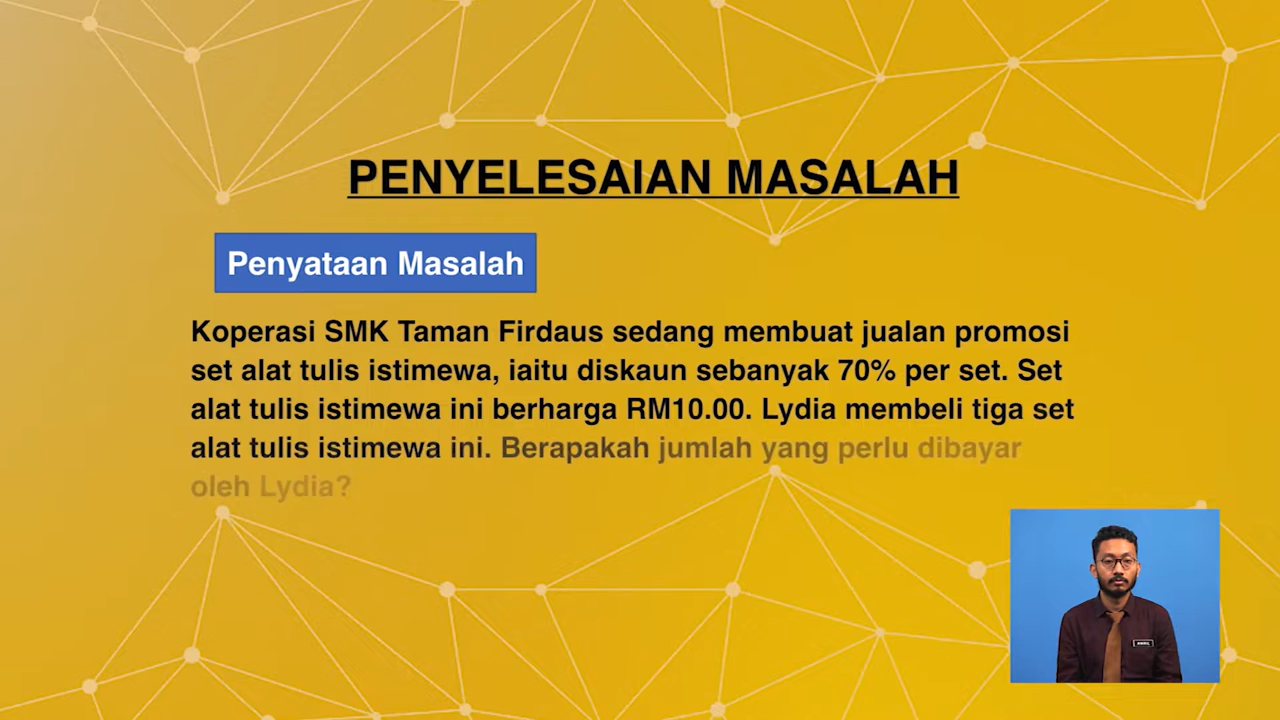 PENYELESAIAN MASALAH
Penyataan Masalah
Koperasi SMK Taman Firdaus sedang membuat jualan promosi
set alat tulis istimewa, iaitu diskaun sebanyak 70% per set. Set
alat tulis istimewa ini berharga RM10.00. Lydia membeli tiga set
alat tulis istimewa ini. Berapakah jumlah yang perlu dibayar
oleh Lydia?